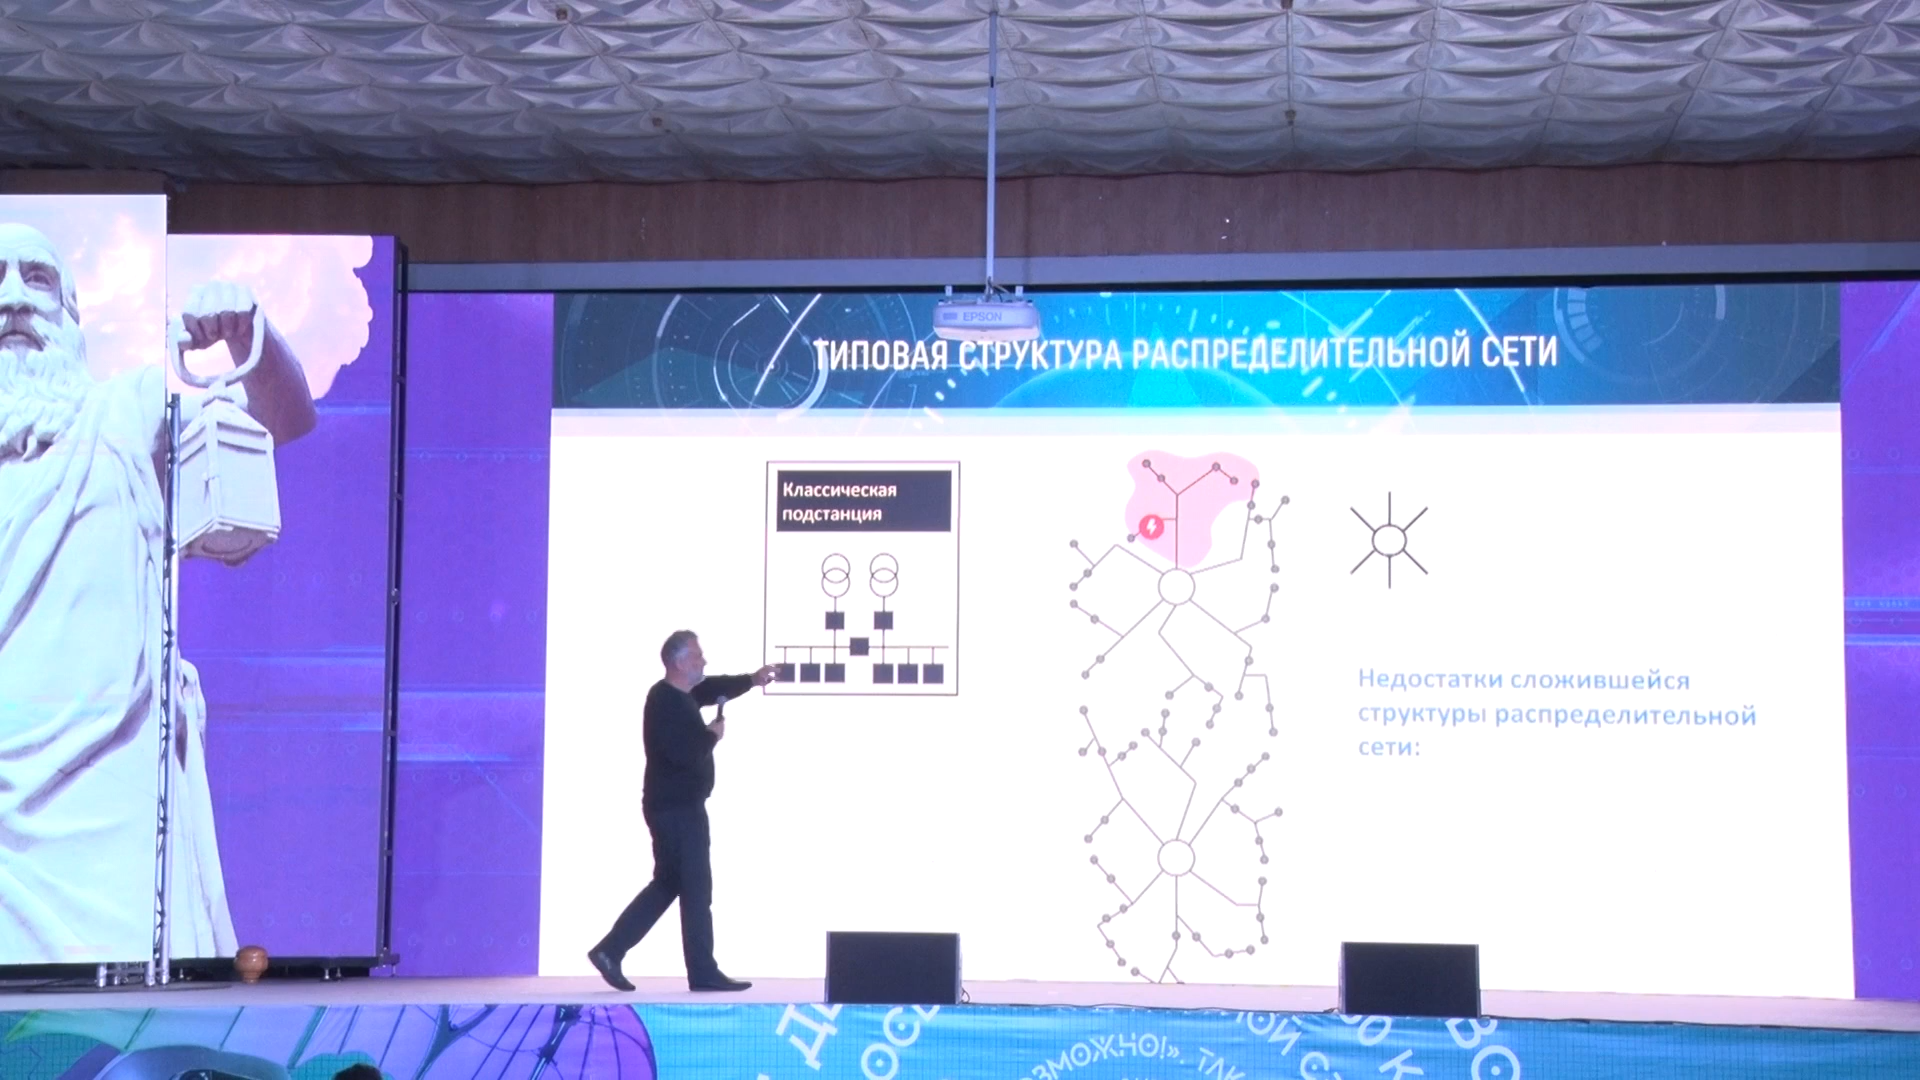 EPSON
ТИПОВАЯ СТРУКТУРА РАСПРЕДЕЛИТЕЛЬНОЙ СЕТИ
Классическая
подстанция
Недостатки сложившейся
структуры распределительной
сети: